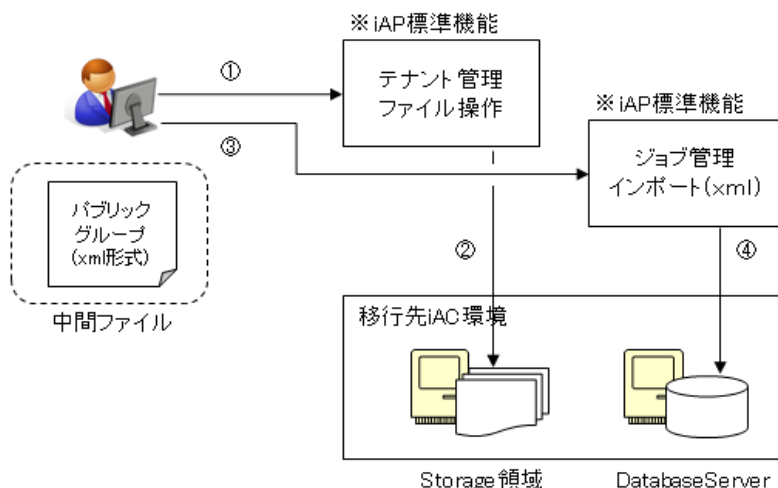 ※iAP標準機能
①
テナント管理
ファイル操作
※iAP標準機能
③
ジョブ管理
インポート(xml)
パブリック
グループ
(xml形式)
②
④
中間ファイル
移行先iAC環境
Storage領域
DatabaseServer